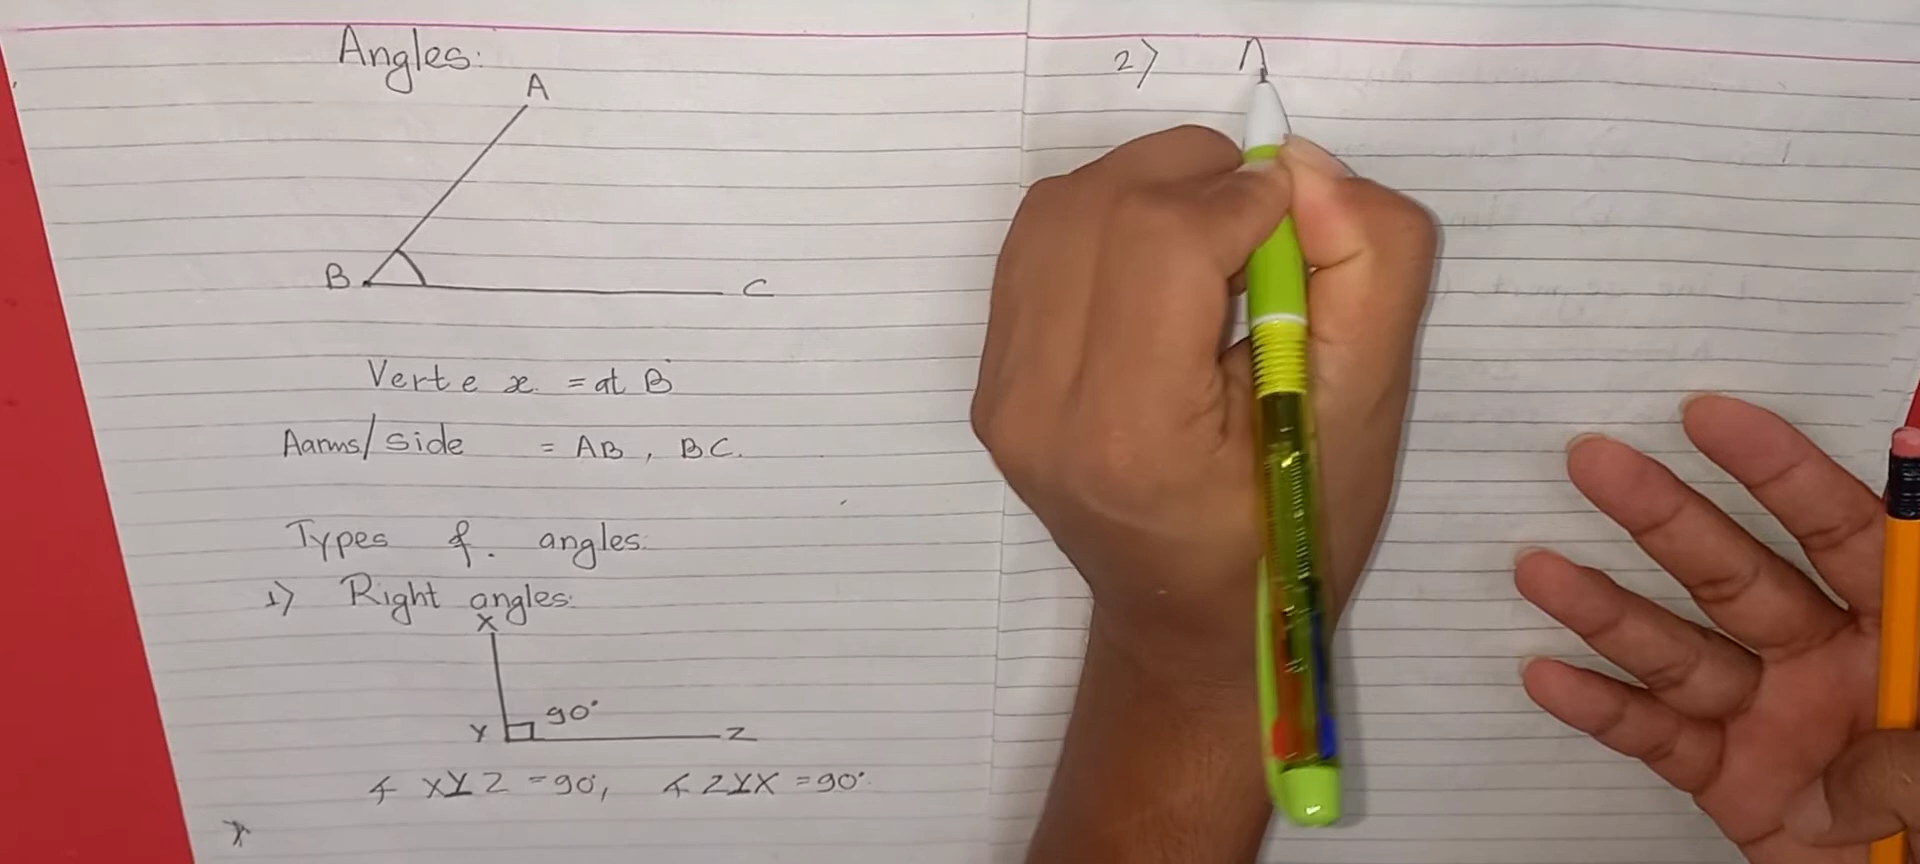 Angles:
A
B
C
Vertex = at B
Aarms/side = AB, BC.
Types of. angles:
1) Right angles:
X
90°
Y
Z
∡ XYZ = 90°, ∡ ZYX = 90°
2)